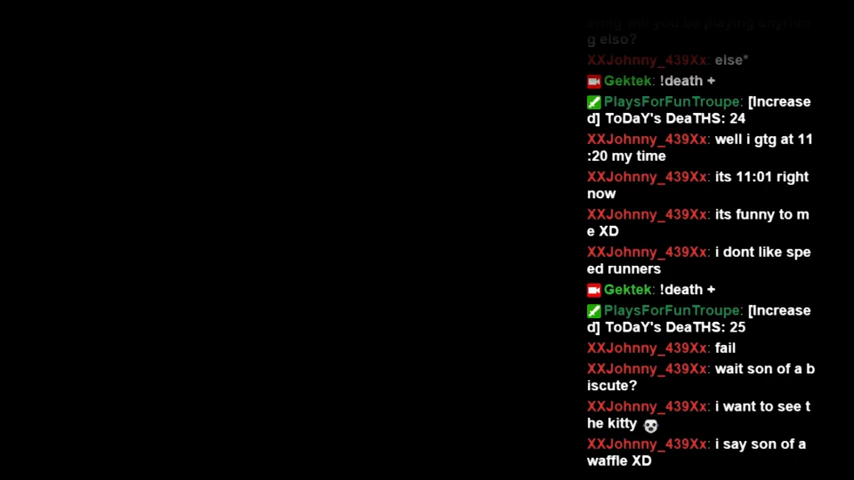 g elso?
XXJohnny_439Xx: else*
Gektek: !death +
PlaysForFunTroupe: [Increase
d] ToDaY's DeaTHS: 24
XXJohnny_439Xx: well i gtg at 11
:20 my time
XXJohnny_439Xx: its 11:01 right
now
XXJohnny_439Xx: its funny to m
e XD
XXJohnny_439Xx: i dont like spe
ed runners
Gektek: !death +
PlaysForFunTroupe: [Increase
d] ToDaY's DeaTHS: 25
XXJohnny_439Xx: fail
XXJohnny_439Xx: wait son of a b
iscute?
XXJohnny_439Xx: i want to see t
he kitty
XXJohnny_439Xx: i say son of a
waffle XD